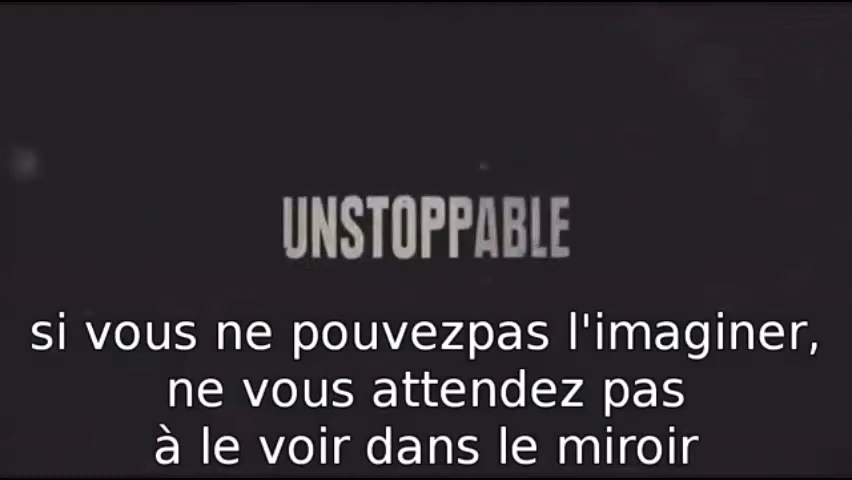 UNSTOPPABLE
si vous ne pouvezpas l'imaginer,
ne vous attendez pas
à le voir dans le miroir